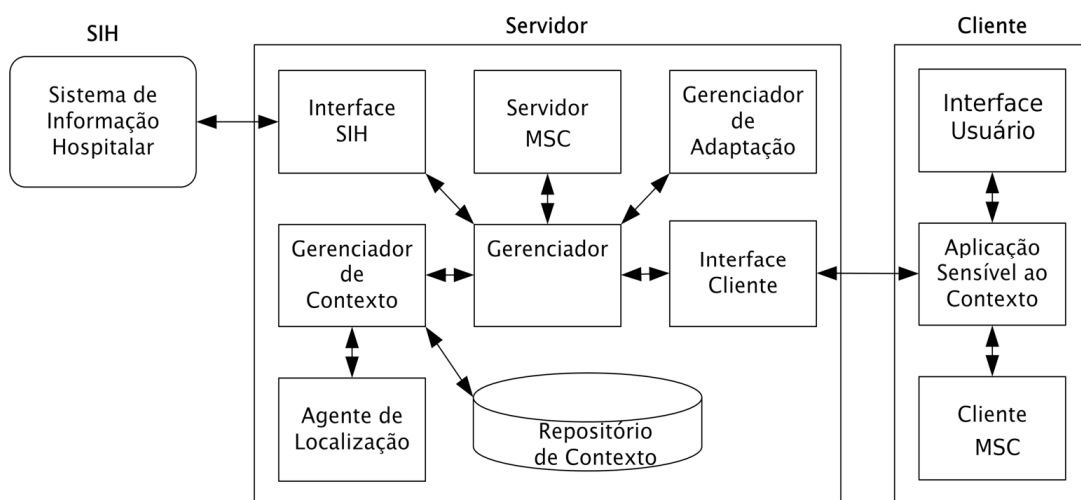 SIH
Servidor
Cliente
Sistema de
Informação
Hospitalar
Interface
SIH
Servidor
MSC
Gerenciador
de
Adaptação
Interface
Usuário
Gerenciador
de
Contexto
Gerenciador
Interface
Cliente
Aplicação
Sensível ao
Contexto
Agente de
Localização
Repositório
de Contexto
Cliente
MSC